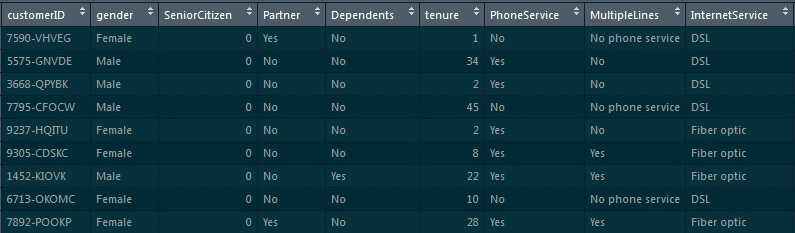 customerID gender SeniorCitizen Partner Dependents tenure PhoneService MultipleLines InternetService
7590-VHVEG Female 0 Yes No 1 No No phone service DSL
5575-GNVDE Male 0 No No 34 Yes No DSL
3668-QPYBK Male 0 No No 2 Yes No DSL
7795-CFOCW Male 0 No No 45 No No phone service DSL
9237-HQITU Female 0 No No 2 Yes No Fiber optic
9305-CDSKC Female 0 No No 8 Yes Yes Fiber optic
1452-KIOVK Male 0 No Yes 22 Yes Yes Fiber optic
6713-OKOMC Female 0 No No 10 No No phone service DSL
7892-POOKP Female 0 Yes No 28 Yes Yes Fiber optic